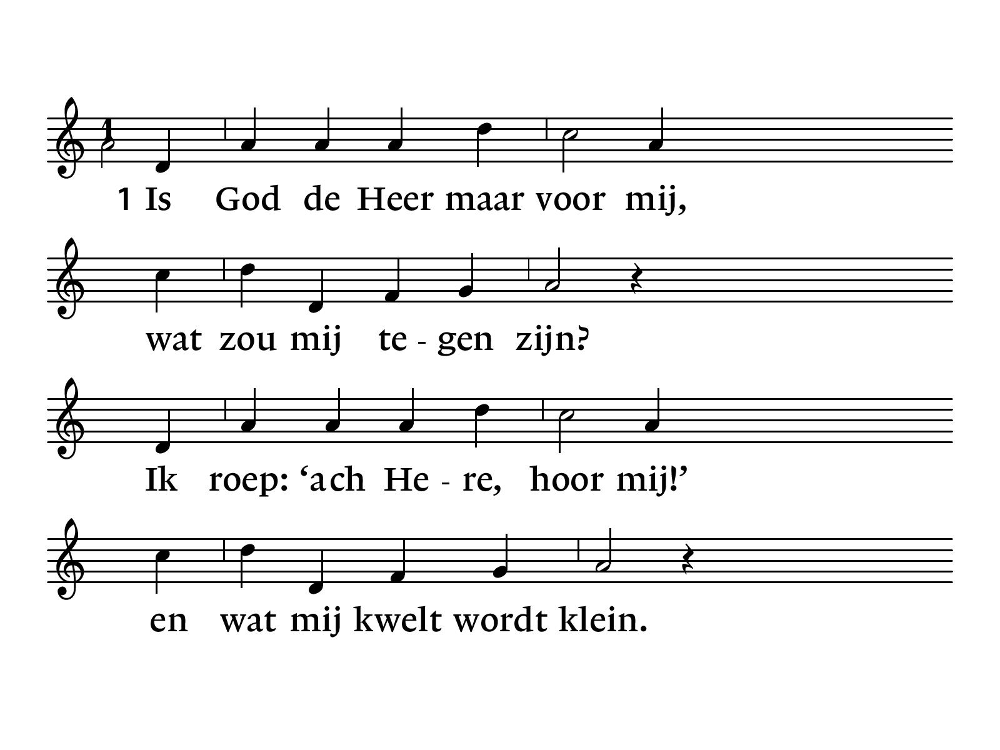 1 Is God de Heer maar voor mij,
wat zou mij te - gen zijn?
Ik roep: ‘ach He - re, hoor mij!’
en wat mij kwelt wordt klein.